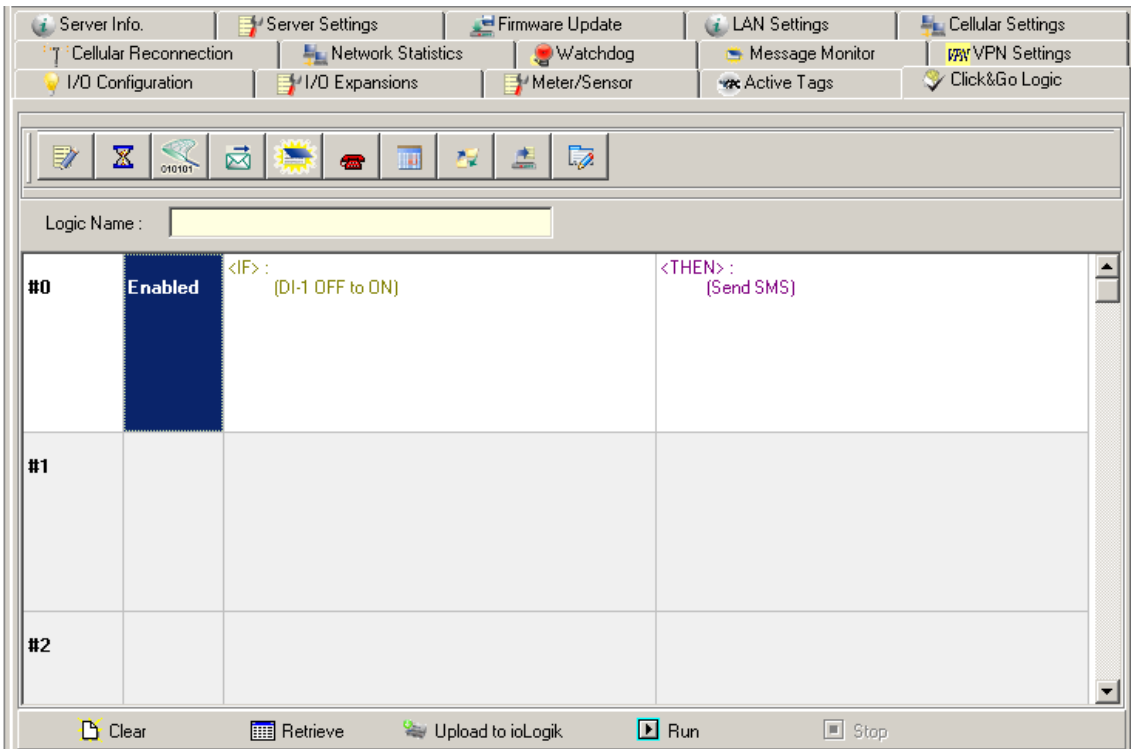 Server Info. Server Settings Firmware Update LAN Settings Cellular Settings
Cellular Reconnection Network Statistics Watchdog Message Monitor VPN VPN Settings
I/O Configuration I/O Expansions Meter/Sensor Active Tags Click&Go Logic
010101
Logic Name :
#0 Enabled <IF> : <THEN> :
(DI-1 OFF to ON) (Send SMS)
#1
#2
Clear Retrieve Upload to ioLogik Run Stop